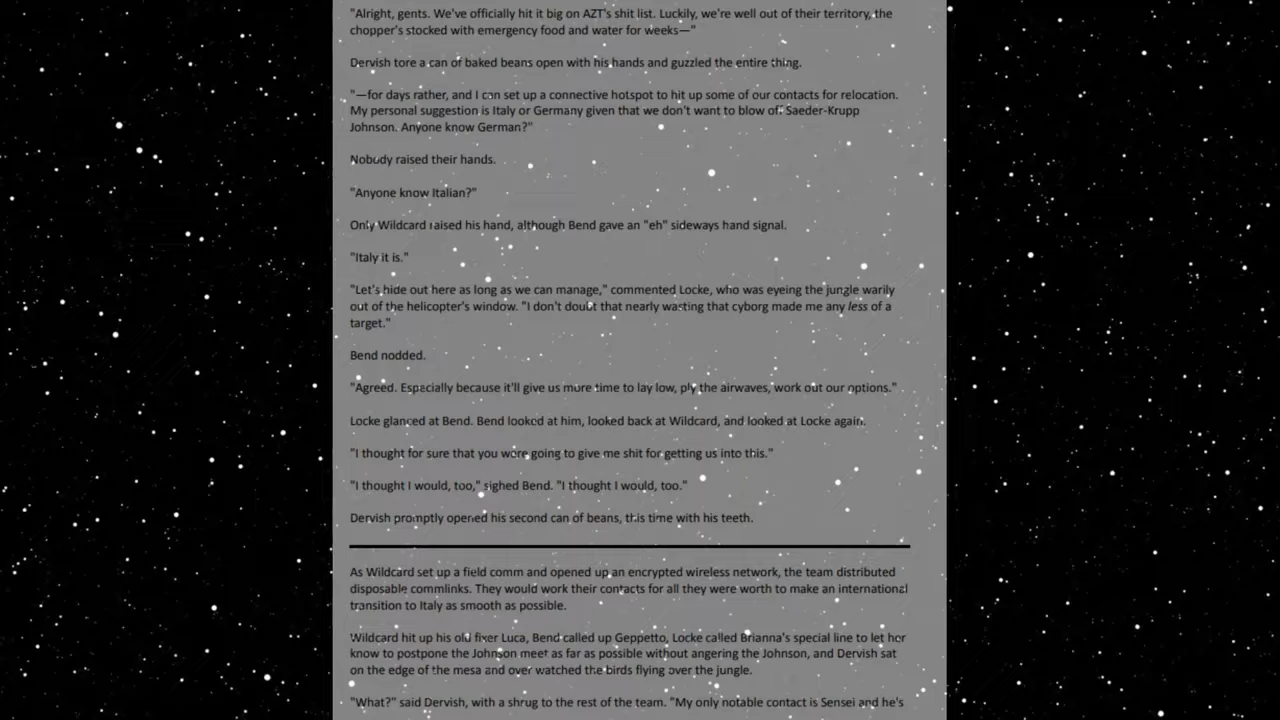 "Alright, gents. We've officially hit it big on AZT's shit list. Luckily, we're well out of their territory, the
chopper's stocked with emergency food and water for weeks—"
Dervish tore a can of baked beans open with his hands and guzzled the entire thing.
"—for days rather, and I can set up a connective hotspot to hit up some of our contacts for relocation.
My personal suggestion is Italy or Germany given that we don't want to blow off Saeder-Krupp
Johnson. Anyone know German?"
Nobody raised their hands.
"Anyone know Italian?"
Only Wildcard raised his hand, although Bend gave an "eh" sideways hand signal.
"Italy it is."
"Let's hide out here as long as we can manage," commented Locke, who was eyeing the jungle warily
out of the helicopter's window. "I don't doubt that nearly wasting that cyborg made me any less of a
target."
Bend nodded.
"Agreed. Especially because it'll give us more time to lay low, ply the airwaves, work out our options."
Locke glanced at Bend. Bend looked at him, looked back at Wildcard, and looked at Locke again.
"I thought for sure that you were going to give me shit for getting us into this."
"I thought I would, too," sighed Bend. "I thought I would, too."
Dervish promptly opened his second can of beans, this time with his teeth.
As Wildcard set up a field comm and opened up an encrypted wireless network, the team distributed
disposable commlinks. They would work their contacts for all they were worth to make an international
transition to Italy as smooth as possible.
Wildcard hit up his old fixer Luca, Bend called up Geppetto, Locke called Brianna's special line to let her
know to postpone the Johnson meet as far as possible without angering the Johnson, and Dervish sat
on the edge of the mesa and over watched the birds flying over the jungle.
"What?" said Dervish, with a shrug to the rest of the team. "My only notable contact is Sensei and he's